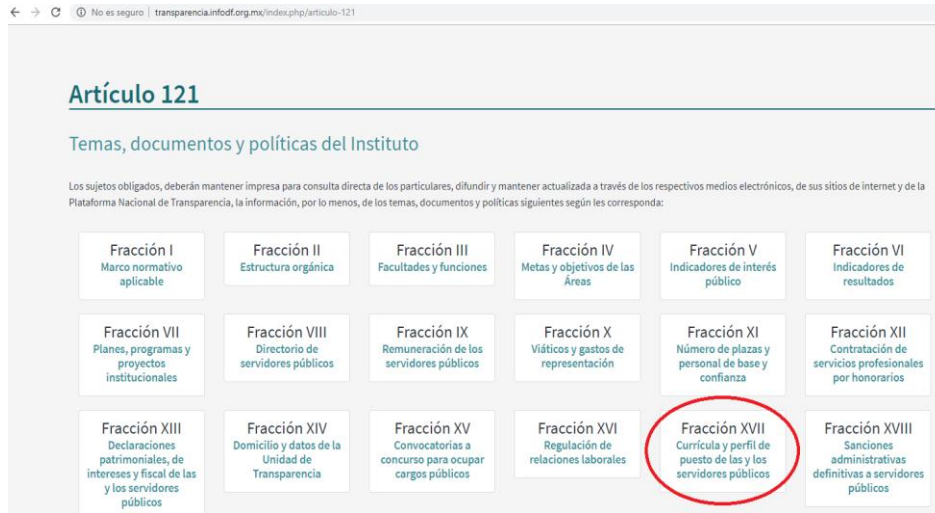 No es seguro | transparencia.infodf.org.mx/index.php/articulo-121
Artículo 121
Temas, documentos y políticas del Instituto
Los sujetos obligados, deberán mantener impresa para consulta directa de los particulares, difundir y mantener actualizada a través de los respectivos medios electrónicos, de sus sitios de internet y de la
Plataforma Nacional de Transparencia, la información, por lo menos, de los temas, documentos y políticas siguientes según les corresponda:
Fracción I
Marco normativo
aplicable
Fracción II
Estructura orgánica
Fracción III
Facultades y funciones
Fracción IV
Metas y objetivos de las
Áreas
Fracción V
Indicadores de interés
público
Fracción VI
Indicadores de
resultados
Fracción VII
Planes, programas y
proyectos
institucionales
Fracción VIII
Directorio de
servidores públicos
Fracción IX
Remuneración de los
servidores públicos
Fracción X
Viáticos y gastos de
representación
Fracción XI
Número de plazas y
personal de base y
confianza
Fracción XII
Contratación de
servicios profesionales
por honorarios
Fracción XIII
Declaraciones
patrimoniales, de
intereses y fiscal de las
y los servidores
públicos
Fracción XIV
Domicilio y datos de la
Unidad de
Transparencia
Fracción XV
Convocatorias a
concurso para ocupar
cargos públicos
Fracción XVI
Regulación de
relaciones laborales
Fracción XVII
Currícula y perfil de
puesto de las y los
servidores públicos
Fracción XVIII
Sanciones
administrativas
definitivas a servidores
públicos